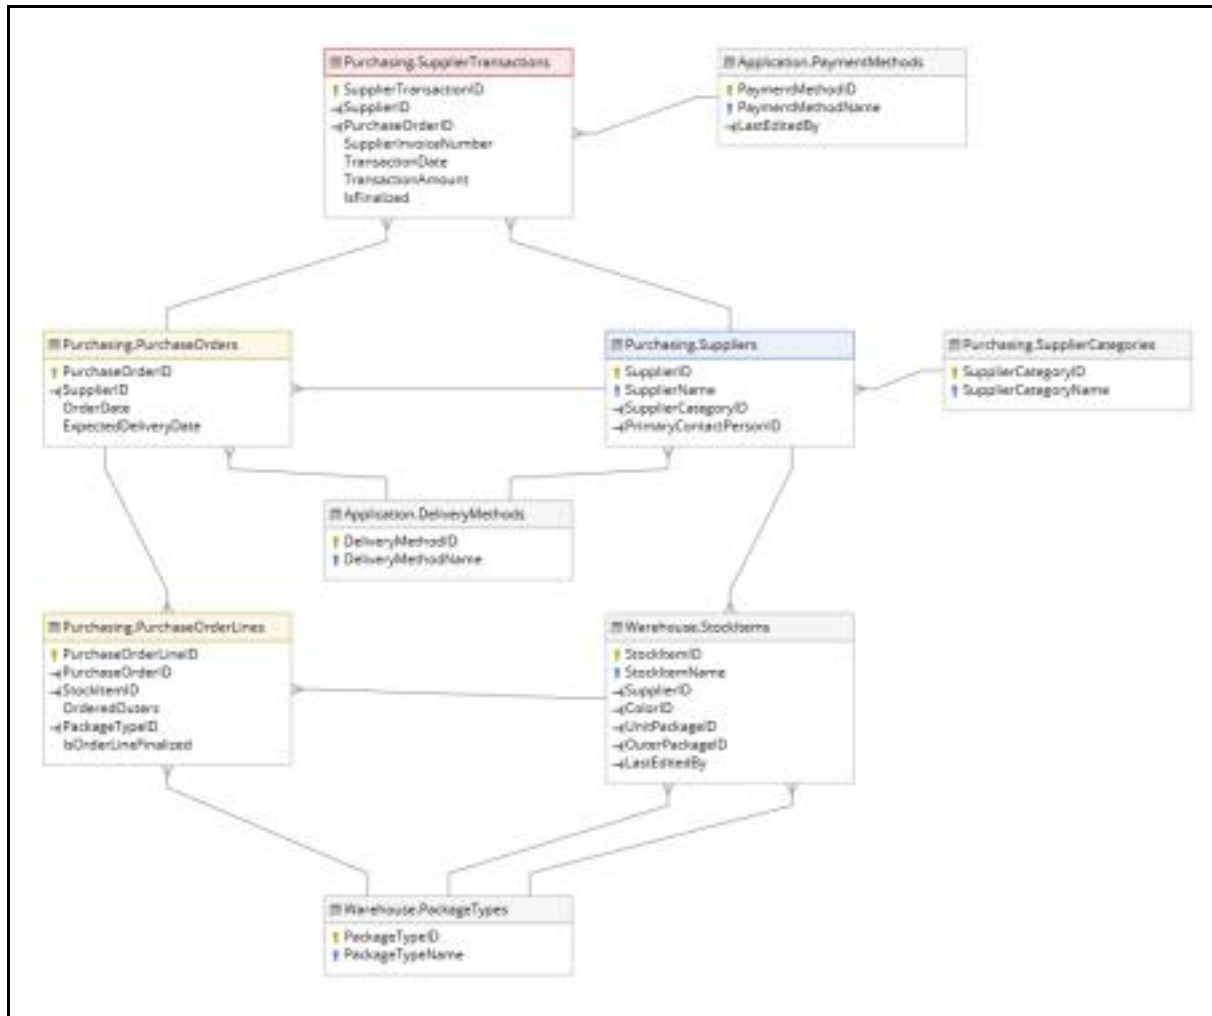 Purchasing.SupplierTransactions
SupplierTransactionID
SupplierID
PurchaseOrderID
SupplierInvoiceNumber
TransactionDate
TransactionAmount
IsFinalized
Application.PaymentMethods
PaymentMethodID
PaymentMethodName
LastEditedBy
Purchasing.PurchaseOrders
PurchaseOrderID
SupplierID
OrderDate
ExpectedDeliveryDate
Purchasing.Suppliers
SupplierID
SupplierName
SupplierCategoryID
PrimaryContactPersonID
Purchasing.SupplierCategories
SupplierCategoryID
SupplierCategoryName
Application.DeliveryMethods
DeliveryMethodID
DeliveryMethodName
Purchasing.PurchaseOrderLines
PurchaseOrderLineID
PurchaseOrderID
StockItemID
OrderedOuters
PackageTypeID
IsOrderLineFinalized
Warehouse.StockItems
StockItemID
StockItemName
SupplierID
ColorID
UnitPackageID
OuterPackageID
LastEditedBy
Warehouse.PackageTypes
PackageTypeID
PackageTypeName